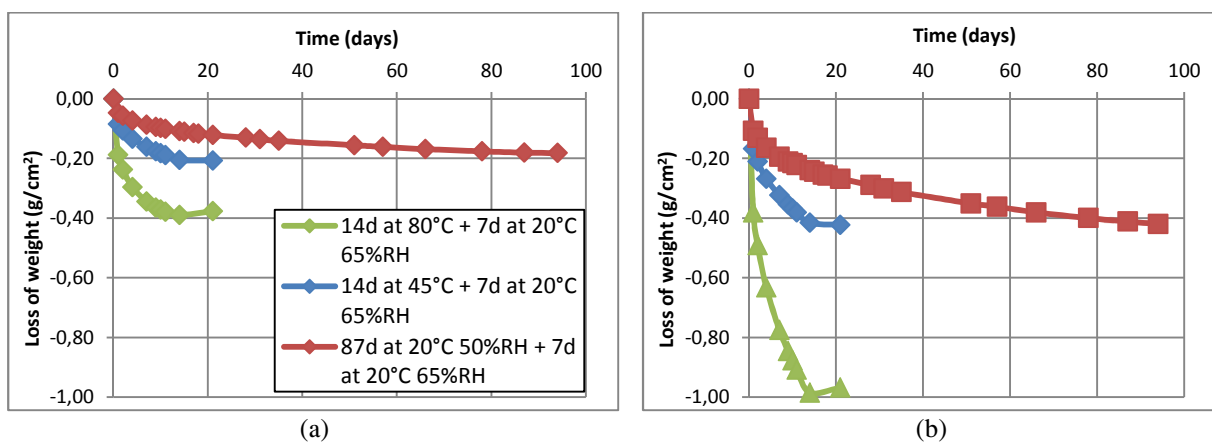 Time (days)
0 20 40 60 80 100
0,00
-0,20
-0,40
-0,60
-0,80
-1,00
Loss of weight (g/cm²)
14d at 80°C + 7d at 20°C
65%RH
14d at 45°C + 7d at 20°C
65%RH
87d at 20°C 50%RH + 7d
at 20°C 65%RH
(a)
Time (days)
0 20 40 60 80 100
0,00
-0,20
-0,40
-0,60
-0,80
-1,00
Loss of weight (g/cm²)
(b)